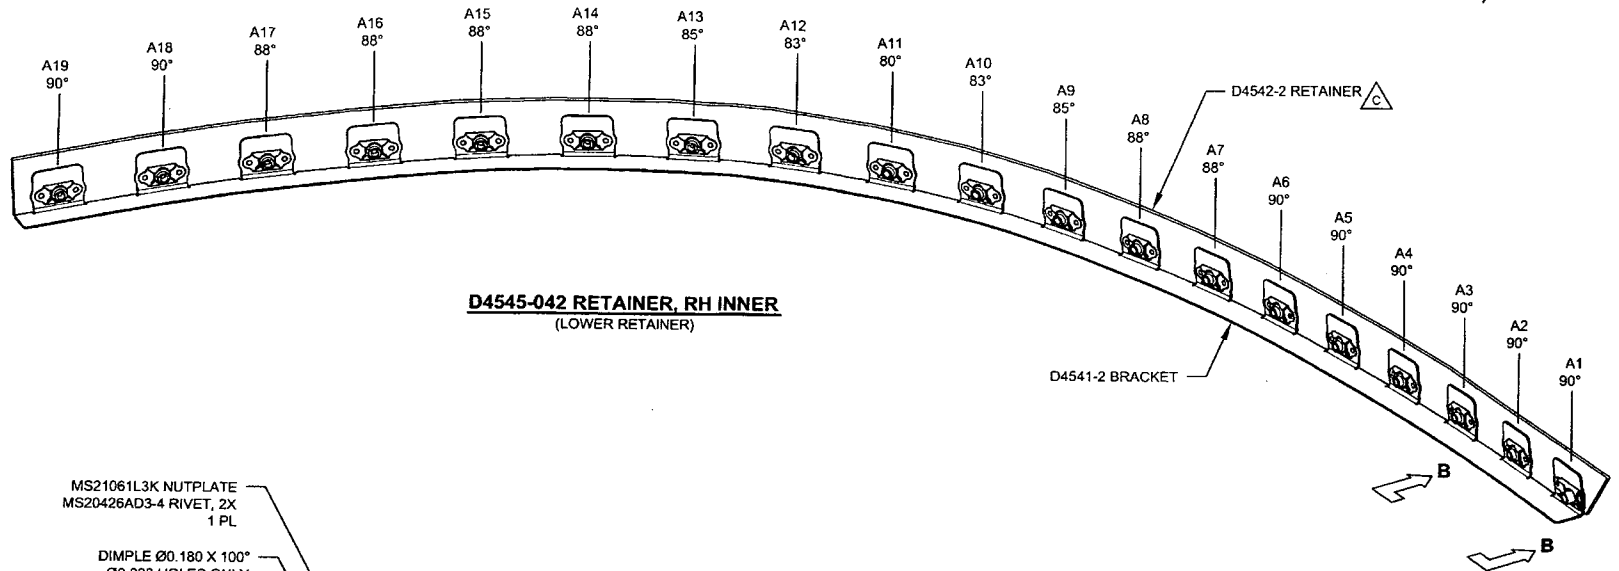 A19
90°
A18
90°
A17
88°
A16
88°
A15
88°
A14
88°
A13
85°
A12
83°
A11
80°
A10
83°
A9
85°
A8
88°
A7
88°
A6
90°
A5
90°
A4
90°
A3
90°
A2
90°
A1
90°
D4542-2 RETAINER
C
D4545-042 RETAINER, RH INNER
(LOWER RETAINER)
D4541-2 BRACKET
B
B
MS21061L3K NUTPLATE
MS20426AD3-4 RIVET, 2X
1 PL
DIMPLE Ø0.180 X 100°